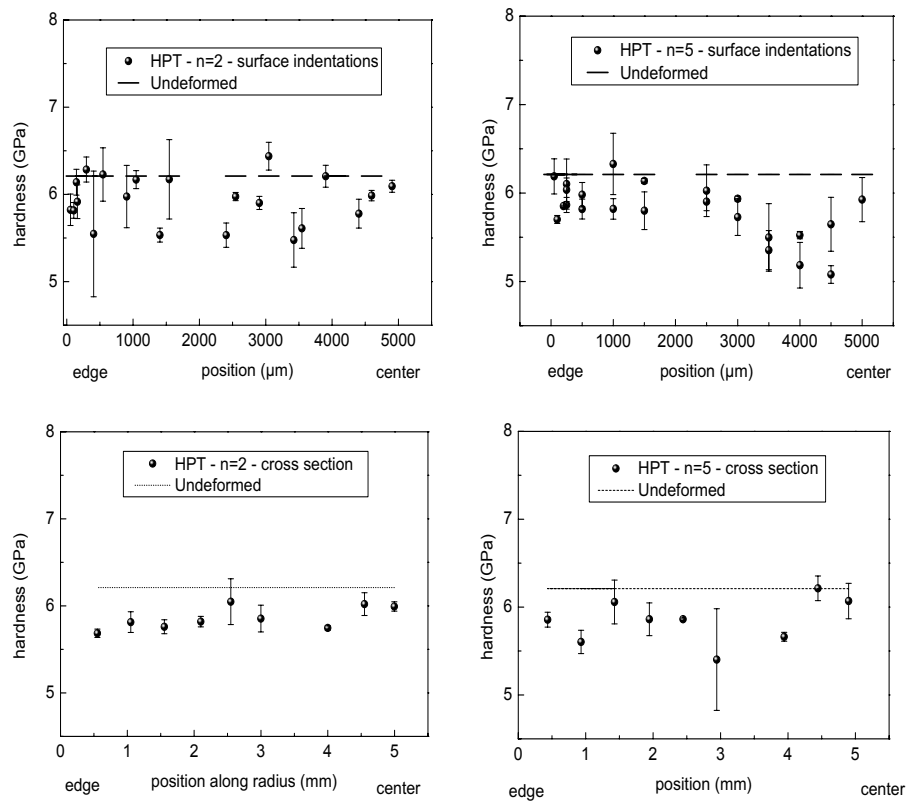 8
HPT - n=2 - surface indentations
Undeformed
7
hardness (GPa)
6
5
0 1000 2000 3000 4000 5000
edge position (µm) center
8
HPT - n=5 - surface indentations
Undeformed
7
hardness (GPa)
6
5
0 1000 2000 3000 4000 5000
edge position (µm) center
8
HPT - n=2 - cross section
Undeformed
7
hardness (GPa)
6
5
0 1 2 3 4 5
edge position along radius (mm) center
8
HPT - n=5 - cross section
Undeformed
7
hardness (GPa)
6
5
0 1 2 3 4 5
edge position (mm) center